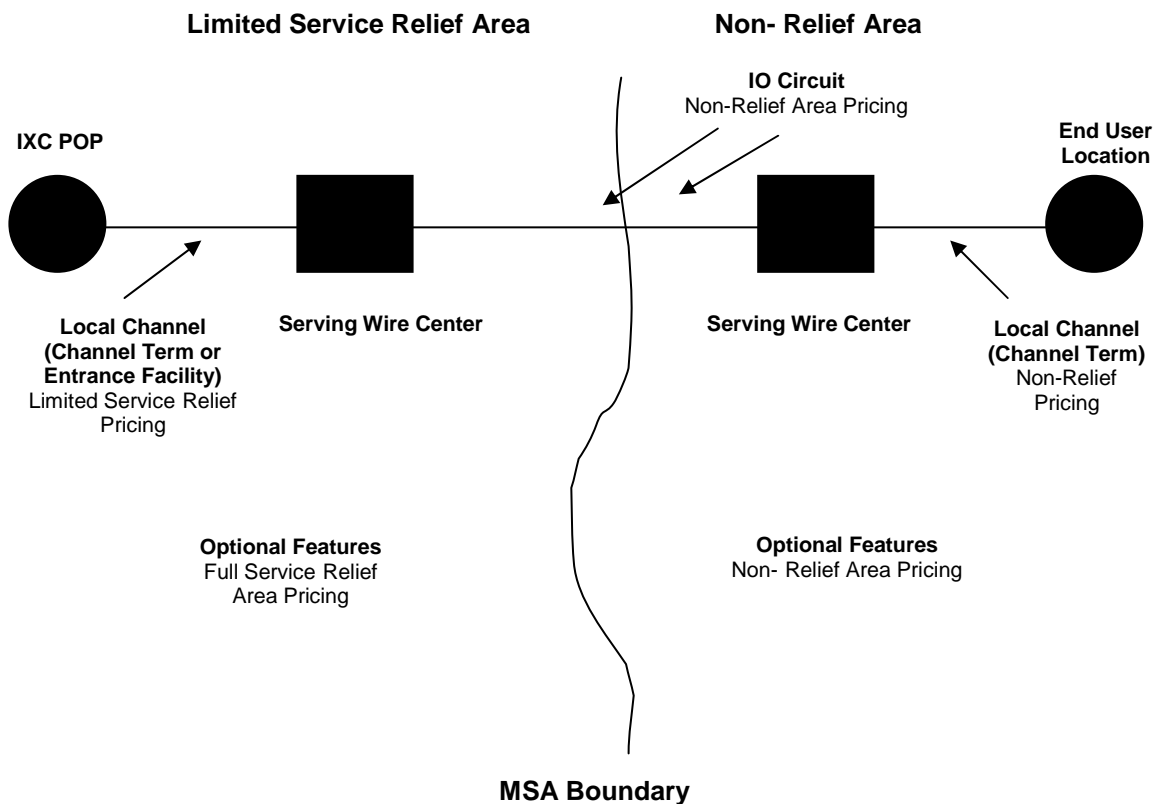 Limited Service Relief Area
Non- Relief Area
IO Circuit
Non-Relief Area Pricing
IXC POP
End User
Location
Local Channel
(Channel Term or
Entrance Facility)
Limited Service Relief
Pricing
Serving Wire Center
Serving Wire Center
Local Channel
(Channel Term)
Non-Relief
Pricing
Optional Features
Full Service Relief
Area Pricing
Optional Features
Non- Relief Area Pricing
MSA Boundary